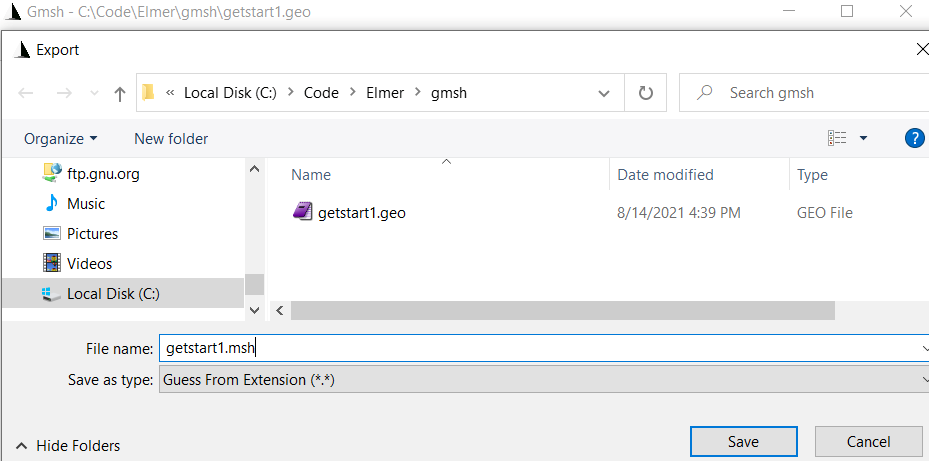 Gmsh - C:\Code\Elmer\gmsh\getstart1.geo
Export
« Local Disk (C:) > Code > Elmer > gmsh
Search gmsh
Organize
New folder
?
ftp.gnu.org
Music
Pictures
Videos
Local Disk (C:)
Name Date modified Type
getstart1.geo 8/14/2021 4:39 PM GEO File
File name: getstart1.msh
Save as type: Guess From Extension (*.*)
Hide Folders
Save
Cancel